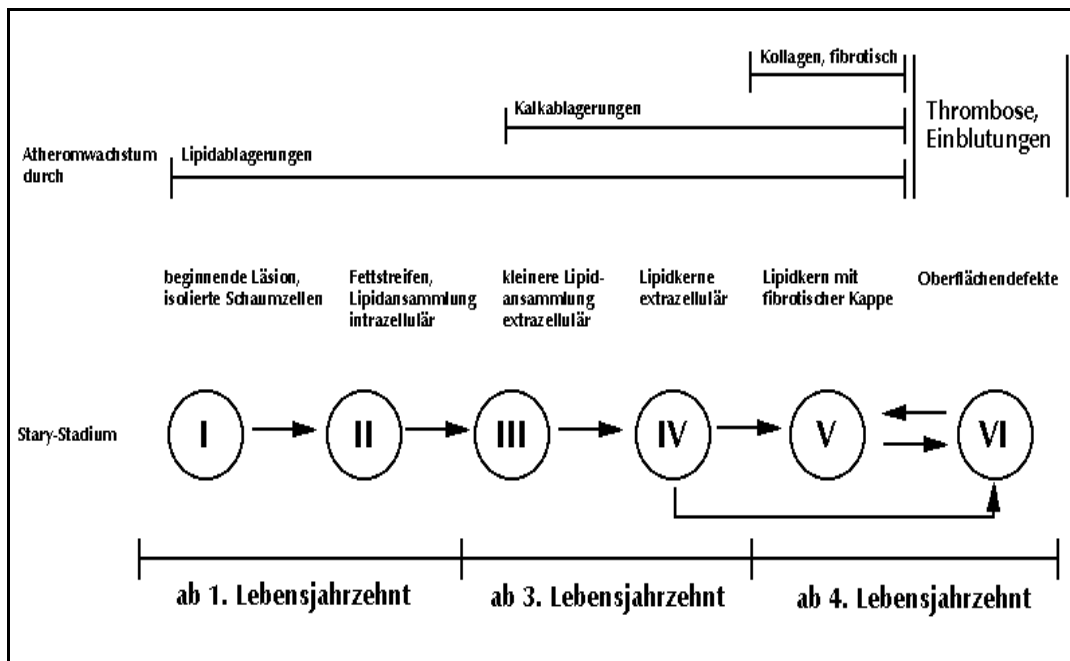 Kollagen, fibrotisch
Kalkablagerungen
Thrombose,
Einblutungen
Atheromwachstum
durch
Lipidablagerungen
beginnende Läsion,
isolierte Schaumzellen
Fettstreifen,
Lipidansammlung
intrazellulär
kleinere Lipid-
ansammlung
extrazellulär
Lipidkerne
extrazellulär
Lipidkern mit
fibrotischer Kappe
Oberflächendefekte
Stary-Stadium
I
II
III
IV
V
VI
ab 1. Lebensjahrzehnt
ab 3. Lebensjahrzehnt
ab 4. Lebensjahrzehnt